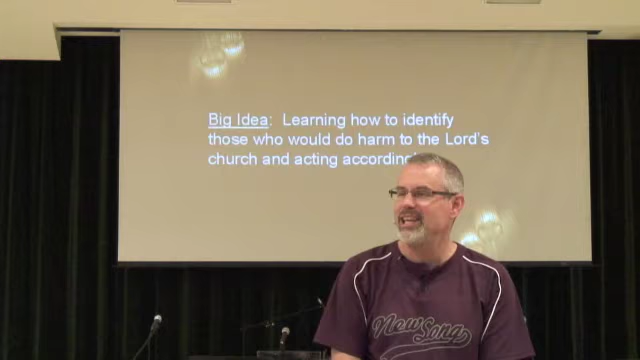 Big Idea: Learning how to identify
those who would do harm to the Lord's
church and acting
NewSong